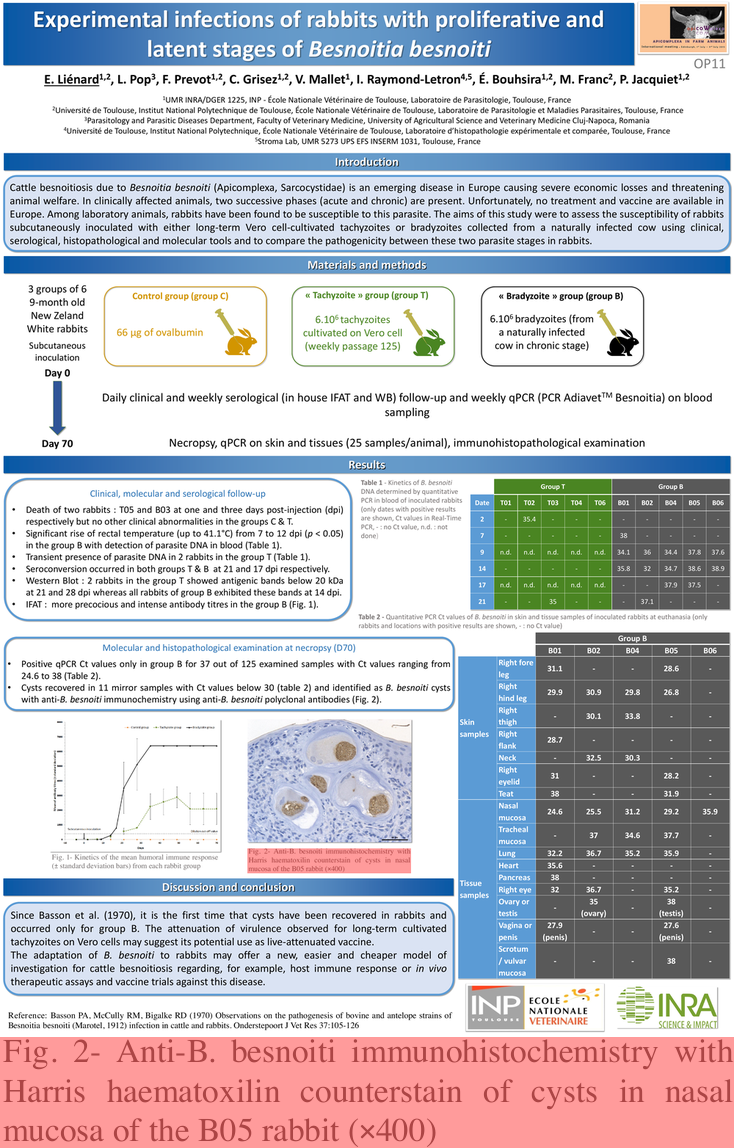 Experimental infections of rabbits with proliferative and
latent stages of Besnoitia besnoiti
APICOMPLEXA IN FARM ANIMALS
OP11
E. Liénard1,2, L. Pop3, F. Prevot1,2, C. Grisez1,2, V. Mallet1, I. Raymond-Letron4,5, É. Bouhsira1,2, M. Franc2, P. Jacquiet1,2
1UMR INRA/DGER 1225, INP - École Nationale Vétérinaire de Toulouse, Laboratoire de Parasitologie, Toulouse, France
2Université de Toulouse, Institut National Polytechnique de Toulouse, École Nationale Vétérinaire de Toulouse, Laboratoire de Parasitologie et Maladies Parasitaires, Toulouse, France
3Parasitology and Parasitic Diseases Department, Faculty of Veterinary Medicine, University of Agricultural Science and Veterinary Medicine Cluj-Napoca, Romania
4Université de Toulouse, Institut National Polytechnique, École Nationale Vétérinaire de Toulouse, Laboratoire d'histopathologie expérimentale et comparée, Toulouse, France
5Stroma Lab, UMR 5273 UPS EFS INSERM 1031, Toulouse, France
Introduction
Cattle besnoitiosis due to Besnoitia besnoiti (Apicomplexa, Sarcocystidae) is an emerging disease in Europe causing severe economic losses and threatening
animal welfare. In clinically affected animals, two successive phases (acute and chronic) are present. Unfortunately, no treatment and vaccine are available in
Europe. Among laboratory animals, rabbits have been found to be susceptible to this parasite. The aims of this study were to assess the susceptibility of rabbits
subcutaneously inoculated with either long-term Vero cell-cultivated tachyzoites or bradyzoites collected from a naturally infected cow using clinical,
serological, histopathological and molecular tools and to compare the pathogenicity between these two parasite stages in rabbits.
Materials and methods
3 groups of 6
9-month old
New Zeland
White rabbits
Subcutaneous
inoculation
Day 0
Control group (group C)
66 µg of ovalbumin
« Tachyzoite » group (group T)
6.10⁶ tachyzoites
cultivated on Vero cell
(weekly passage 125)
« Bradyzoite » group (group B)
6.10⁶ bradyzoites (from
a naturally infected
cow in chronic stage)
Daily clinical and weekly serological (in house IFAT and WB) follow-up and weekly qPCR (PCR Adiavet™ Besnoitia) on blood
sampling
Day 70
Necropsy, qPCR on skin and tissues (25 samples/animal), immunohistopathological examination
Results
Clinical, molecular and serological follow-up
• Death of two rabbits : T05 and B03 at one and three days post-injection (dpi)
respectively but no other clinical abnormalities in the groups C & T.
• Significant rise of rectal temperature (up to 41.1°C) from 7 to 12 dpi (p < 0.05)
in the group B with detection of parasite DNA in blood (Table 1).
• Transient presence of parasite DNA in 2 rabbits in the group T (Table 1).
• Seroconversion occurred in both groups T & B at 21 and 17 dpi respectively.
• Western Blot : 2 rabbits in the group T showed antigenic bands below 20 kDa
at 21 and 28 dpi whereas all rabbits of group B exhibited these bands at 14 dpi.
• IFAT : more precocious and intense antibody titres in the group B (Fig. 1).
Table 1 - Kinetics of B. besnoiti
DNA determined by quantitative
PCR in blood of inoculated rabbits
(only dates with positive results
are shown, Ct values in Real-Time
PCR, - : no Ct value, n.d. : not
done)
Group T Group B
Date T01 T02 T03 T04 T04 T06 B01 B02 B04 B05 B06
2 - 35.4 - - - - - - - - -
7 - - - - - - 38 - - - -
9 n.d. n.d. n.d. n.d. n.d. 34.1 36 34.4 37.8 37.6
14 - - - - - 35.8 32 34.7 38.6 38.9
17 n.d. n.d. n.d. n.d. n.d. - - 37.9 37.5 -
21 - - 35 - - - 37.1 - - -
Table 2 - Quantitative PCR Ct values of B. besnoiti in skin and tissue samples of inoculated rabbits at euthanasia (only
rabbits and locations with positive results are shown, - : no Ct value)
Group B
B01 B02 B04 B05 B06
Skin samples
Right fore leg 31.1 - - 28.6 -
Right hind leg 29.9 30.9 29.8 26.8 -
Right thigh - 30.1 33.8 - -
Right flank 28.7 - - - -
Neck - 32.5 30.3 - -
Right eyelid 31 - - 28.2 -
Teat 38 - - 31.9 -
Tissue samples
Nasal mucosa 24.6 25.5 31.2 29.2 35.9
Tracheal mucosa - 37 34.6 37.7 -
Lung 32.2 36.7 35.2 35.9 -
Heart 35.6 - - - -
Pancreas 38 - - - -
Right eye 32 36.7 - 35.2 -
Ovary or testis - 35 (ovary) - 38 (testis) -
Vagina or penis 27.9 (penis) - - 27.6 (penis) -
Scrotum / vulvar mucosa - - - 38 -
Molecular and histopathological examination at necropsy (D70)
• Positive qPCR Ct values only in group B for 37 out of 125 examined samples with Ct values ranging from
24.6 to 38 (Table 2).
• Cysts recovered in 11 mirror samples with Ct values below 30 (table 2) and identified as B. besnoiti cysts
with anti-B. besnoiti immunochemistry using anti-B. besnoiti polyclonal antibodies (Fig. 2).
Fig. 1- Kinetics of the mean humoral immune response
(± standard deviation bars) from each rabbit group
Fig. 2- Anti-B. besnoiti immunohistochemistry with
Harris haematoxilin counterstain of cysts in nasal
mucosa of the B05 rabbit (×400)
Discussion and conclusion
Since Basson et al. (1970), it is the first time that cysts have been recovered in rabbits and
occurred only for group B. The attenuation of virulence observed for long-term cultivated
tachyzoites on Vero cells may suggest its potential use as live-attenuated vaccine.
The adaptation of B. besnoiti to rabbits may offer a new, easier and cheaper model of
investigation for cattle besnoitiosis regarding, for example, host immune response or in vivo
therapeutic assays and vaccine trials against this disease.
Reference: Basson PA, McCully RM, Bigalke RD (1970) Observations on the pathogenesis of bovine and antelope strains of
Besnoitia besnoiti (Marotel, 1912) infection in cattle and rabbits. Onderstepoort J Vet Res 37:105-126
INP TOULOUSE
ECOLE
NATIONALE
VETERINAIRE
INRA
SCIENCE & IMPACT
Fig. 2- Anti-B. besnoiti immunohistochemistry with
Harris haematoxilin counterstain of cysts in nasal
mucosa of the B05 rabbit (×400)